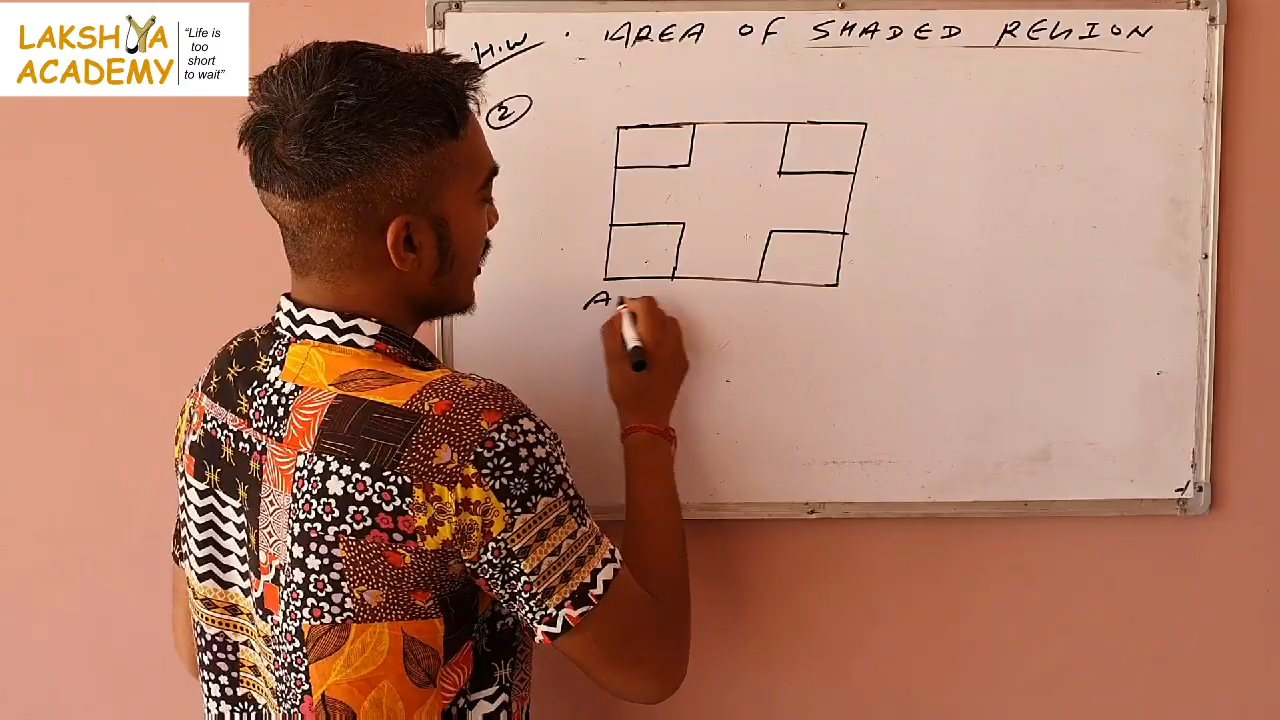 LAKSHYA
ACADEMY
“Life is
too
short
to wait”
H.W . AREA OF SHADED REGION
2
A